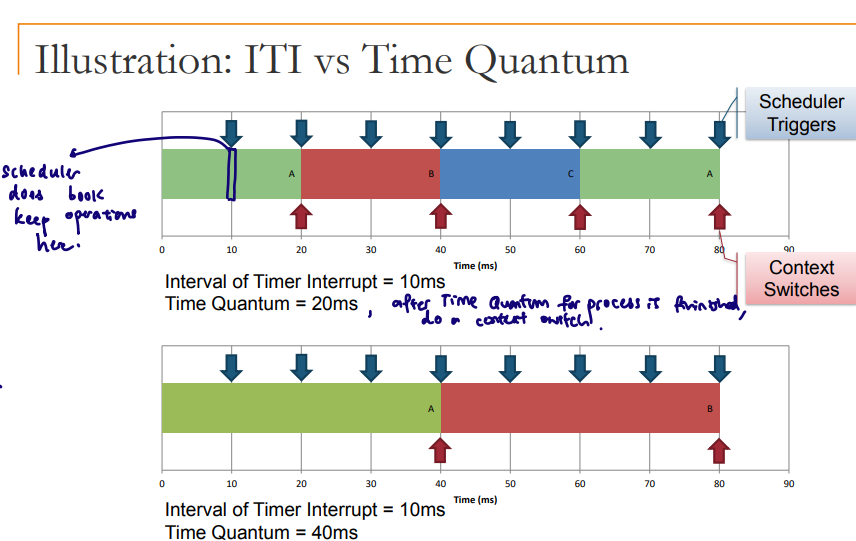 Illustration: ITI vs Time Quantum
Scheduler
Triggers
scheduler
does book
keep operations
here.
A
B
C
A
0 10 20 30 40 50 60 70 80 90
Time (ms)
Context
Switches
Interval of Timer Interrupt = 10ms
Time Quantum = 20ms , after Time Quantum for process is finished,
do a context switch.
A
B
0 10 20 30 40 50 60 70 80 90
Time (ms)
Interval of Timer Interrupt = 10ms
Time Quantum = 40ms